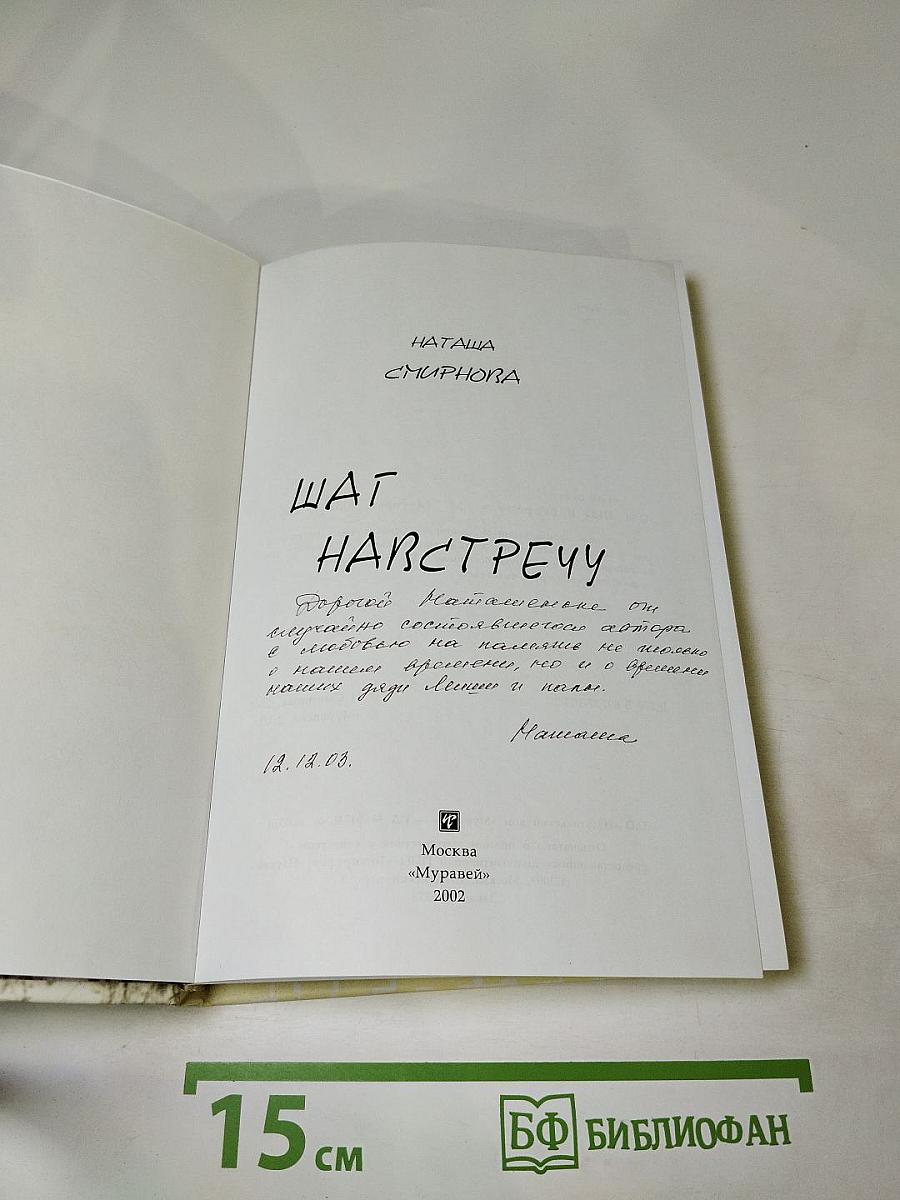 НАТАША
СМИРНОВА
ШАГ
НАВСТРЕЧУ
Дорогой Наташеньке от
случайно состоявшегося автора
с любовью на память не только
о нашем времени, но и о времени
наших дяди Миши и папы.
Наташа
12.12.03.
Москва
«Муравей»
2002
15 см
БФ БИБЛИОФАН